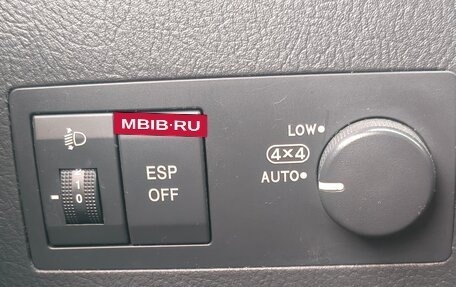 MBIB·RU
LOW
4×4
AUTO
ESP
OFF
1
0